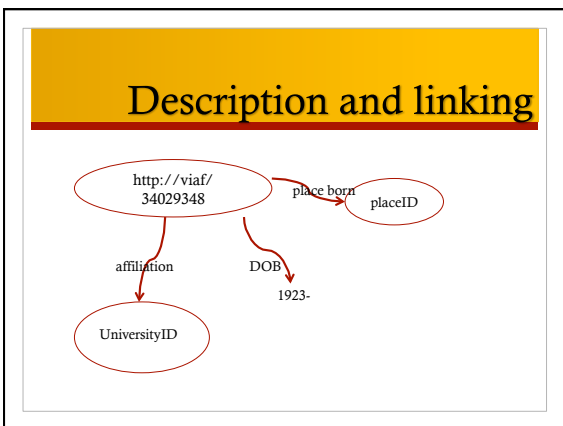 Description and linking
http://viaf/
34029348
place born
placeID
affiliation
DOB
1923-
UniversityID